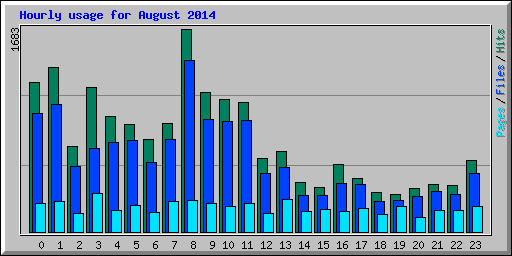 Hourly usage for August 2014
1683
Pages/Files/Hits
0 1 2 3 4 5 6 7 8 9 10 11 12 13 14 15 16 17 18 19 20 21 22 23